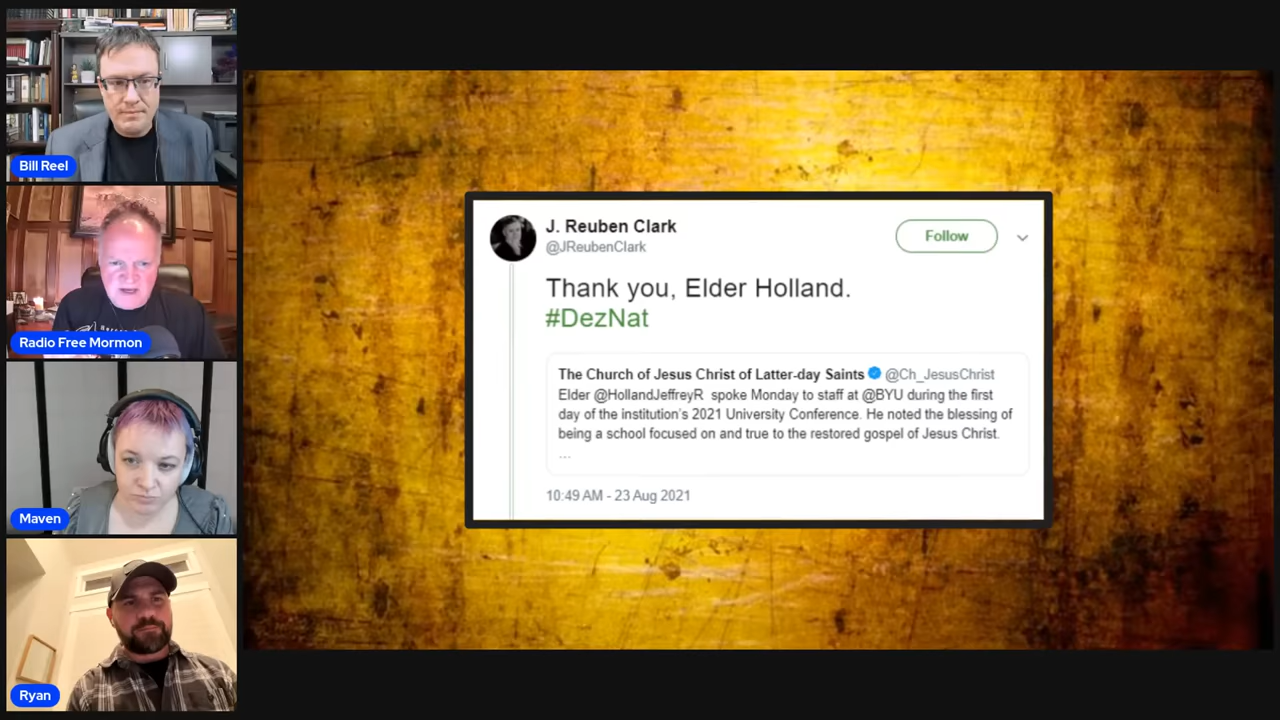 Bill Reel
Radio Free Mormon
Maven
Ryan
J. Reuben Clark
@JReubenClark
Follow
Thank you, Elder Holland.
#DezNat
The Church of Jesus Christ of Latter-day Saints @Ch_JesusChrist
Elder @HollandJeffreyR spoke Monday to staff at @BYU during the first
day of the institution's 2021 University Conference. He noted the blessing of
being a school focused on and true to the restored gospel of Jesus Christ.
...
10:49 AM - 23 Aug 2021